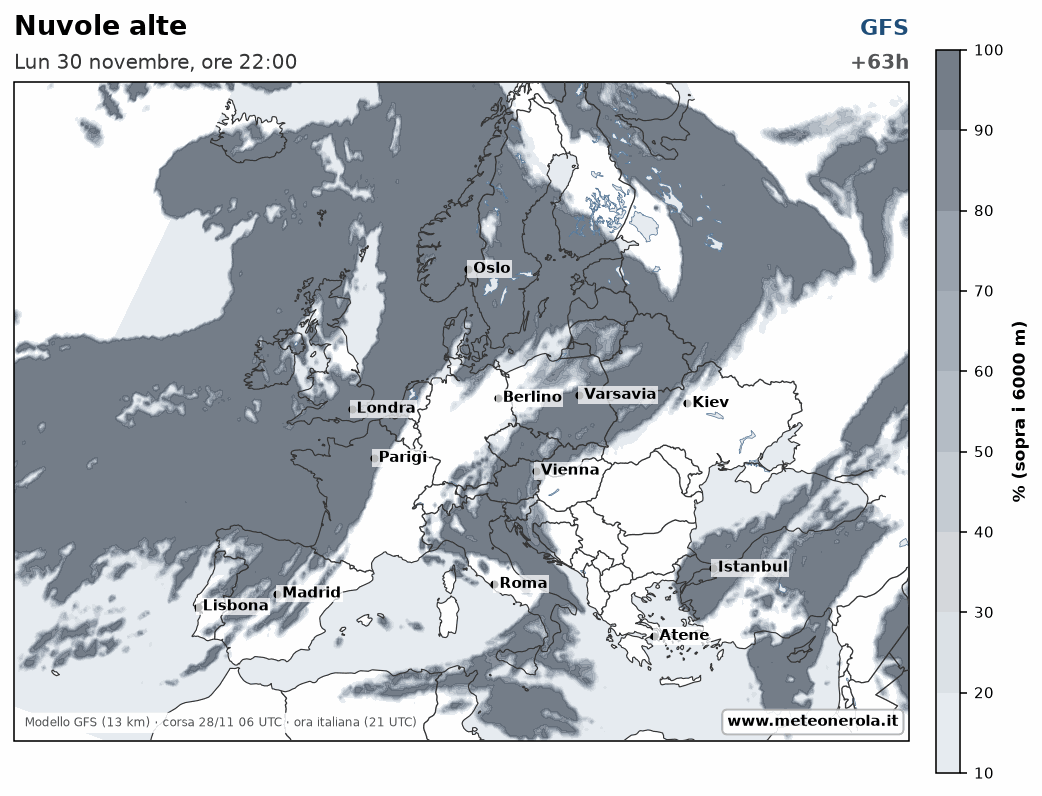 Nuvole alte
GFS
Lun 30 novembre, ore 22:00
+63h
Oslo
Londra
Berlino
Varsavia
Kiev
Parigi
Vienna
Istanbul
Roma
Madrid
Lisbona
Atene
Modello GFS (13 km) · corsa 28/11 06 UTC · ora italiana (21 UTC)
www.meteonerola.it
100
90
80
70
60
50
40
30
20
10
% (sopra i 6000 m)